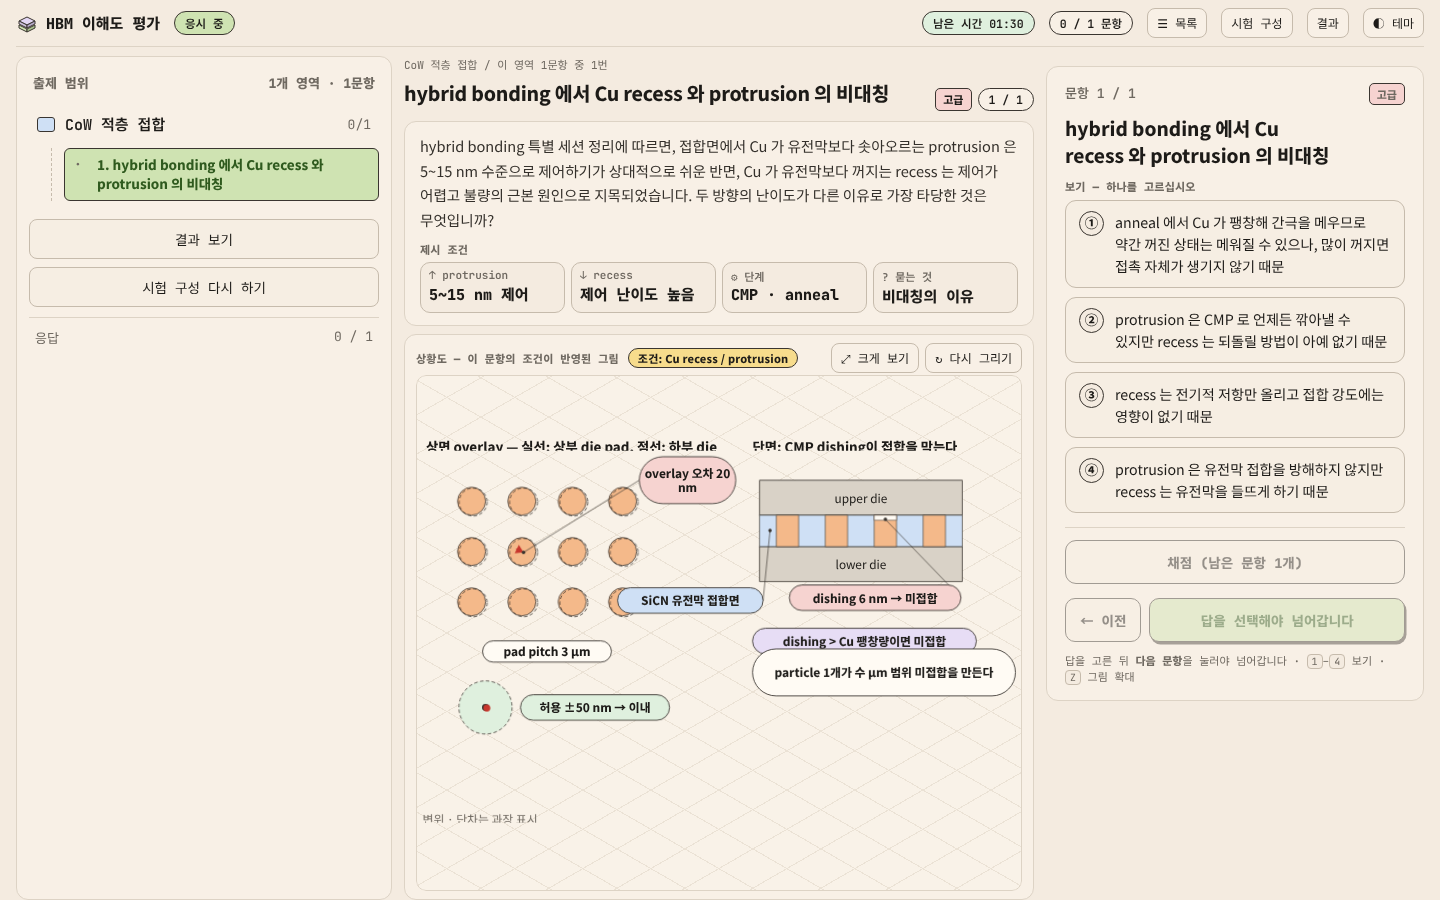 HBM 이해도 평가
응시 중
남은 시간 01:30
0 / 1 문항
☰ 목록
시험 구성
결과
◐ 테마
출제 범위
1개 영역 · 1문항
CoW 적층 접합
0/1
· 1. hybrid bonding 에서 Cu recess 와
protrusion 의 비대칭
결과 보기
시험 구성 다시 하기
응답
0 / 1
CoW 적층 접합 / 이 영역 1문항 중 1번
hybrid bonding 에서 Cu recess 와 protrusion 의 비대칭
고급
1 / 1
hybrid bonding 특별 세션 정리에 따르면, 접합면에서 Cu 가 유전막보다 솟아오르는 protrusion 은
5~15 nm 수준으로 제어하기가 상대적으로 쉬운 반면, Cu 가 유전막보다 꺼지는 recess 는 제어가
어렵고 불량의 근본 원인으로 지목되었습니다. 두 방향의 난이도가 다른 이유로 가장 타당한 것은
무엇입니까?
제시 조건
↑ protrusion
5~15 nm 제어
↓ recess
제어 난이도 높음
⚙ 단계
CMP · anneal
? 묻는 것
비대칭의 이유
상황도 — 이 문항의 조건이 반영된 그림
조건: Cu recess / protrusion
⤢ 크게 보기
↻ 다시 그리기
상면 overlay — 실선: 상부 die pad, 점선: 하부 die
단면: CMP dishing이 접합을 막는다
overlay 오차 20
nm
upper die
lower die
SiCN 유전막 접합면
dishing 6 nm → 미접합
dishing > Cu 팽창량이면 미접합
pad pitch 3 µm
particle 1개가 수 µm 범위 미접합을 만든다
허용 ±50 nm → 이내
변위 · 단차는 과장 표시
문항 1 / 1
고급
hybrid bonding 에서 Cu
recess 와 protrusion 의 비대칭
보기 — 하나를 고르십시오
① anneal 에서 Cu 가 팽창해 간극을 메우므로
약간 꺼진 상태는 메워질 수 있으나, 많이 꺼지면
접촉 자체가 생기지 않기 때문
② protrusion 은 CMP 로 언제든 깎아낼 수
있지만 recess 는 되돌릴 방법이 아예 없기 때문
③ recess 는 전기적 저항만 올리고 접합 강도에는
영향이 없기 때문
④ protrusion 은 유전막 접합을 방해하지 않지만
recess 는 유전막을 들뜨게 하기 때문
채점 (남은 문항 1개)
← 이전
답을 선택해야 넘어갑니다
답을 고른 뒤 다음 문항을 눌러야 넘어갑니다 · 1–4 보기 ·
Z 그림 확대